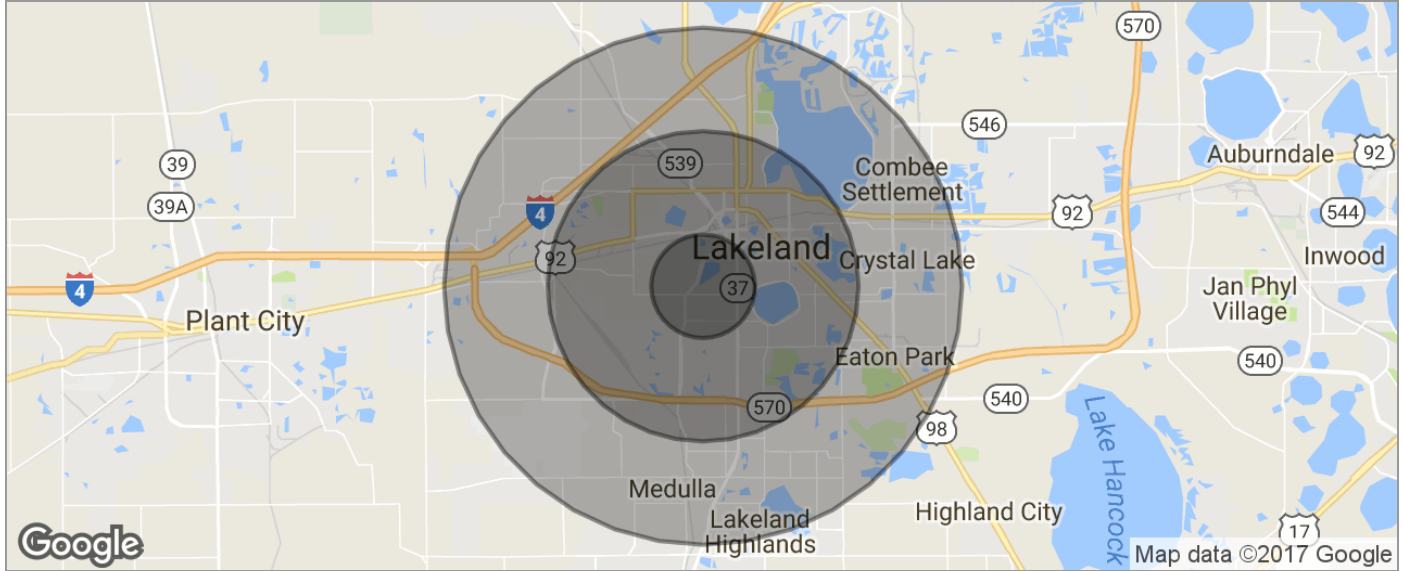 570
546
39
539
Auburndale
92
Combee
Settlement
39A
4
92
544
Lakeland
92
Inwood
Crystal Lake
4
37
Jan Phyl
Village
Plant City
Eaton Park
540
570
540
98
Lake Hancock
Medulla
Lakeland
Highlands
Highland City
17
Google
Map data ©2017 Google